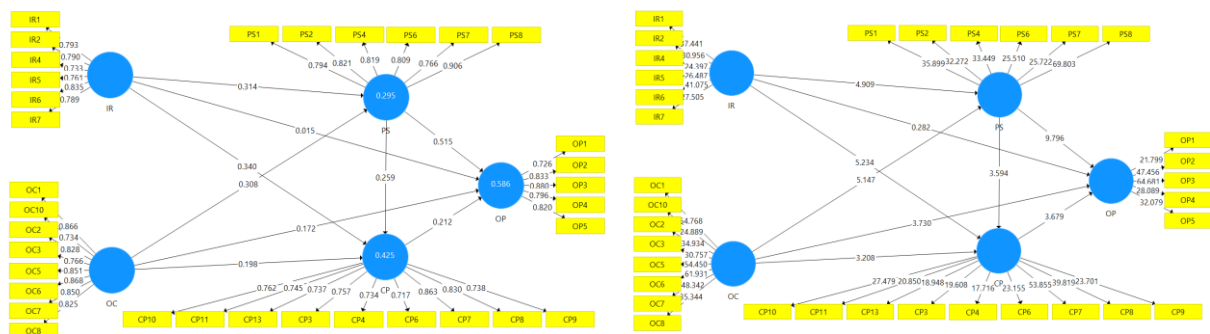 IR1
IR2
IR4
IR5
IR6
IR7
0.793
0.790
0.733
0.761
0.835
0.789
IR
PS1
PS2
PS4
PS6
PS7
PS8
0.794
0.821
0.819
0.809
0.766
0.906
0.295
PS
0.314
0.015
0.340
0.308
0.259
0.515
0.172
0.212
0.198
0.586
OP
0.726
0.833
0.880
0.796
0.820
OP1
OP2
OP3
OP4
OP5
OC1
OC10
OC2
OC3
OC5
OC6
OC7
OC8
0.866
0.734
0.828
0.766
0.851
0.868
0.850
0.825
OC
0.425
CP
0.762
0.745
0.737
0.757
0.734
0.717
0.863
0.830
0.738
CP10
CP11
CP13
CP3
CP4
CP6
CP7
CP8
CP9
IR1
IR2
IR4
IR5
IR6
IR7
30.956
24.397
26.487
41.075
IR
PS1
PS2
PS4
PS6
PS7
PS8
35.899
32.272
33.449
25.510
25.722
69.803
PS
4.909
0.282
5.234
5.147
3.594
9.796
3.730
3.679
3.208
OP
21.799
47.456
64.681
28.089
32.079
OP1
OP2
OP3
OP4
OP5
OC1
OC10
OC2
OC3
OC5
OC6
OC7
OC8
24.889
34.934
30.757
54.450
61.931
48.342
35.344
OC
CP
27.479
20.850
18.948
19.608
17.716
23.155
53.855
39.819
23.701
CP10
CP11
CP13
CP3
CP4
CP6
CP7
CP8
CP9